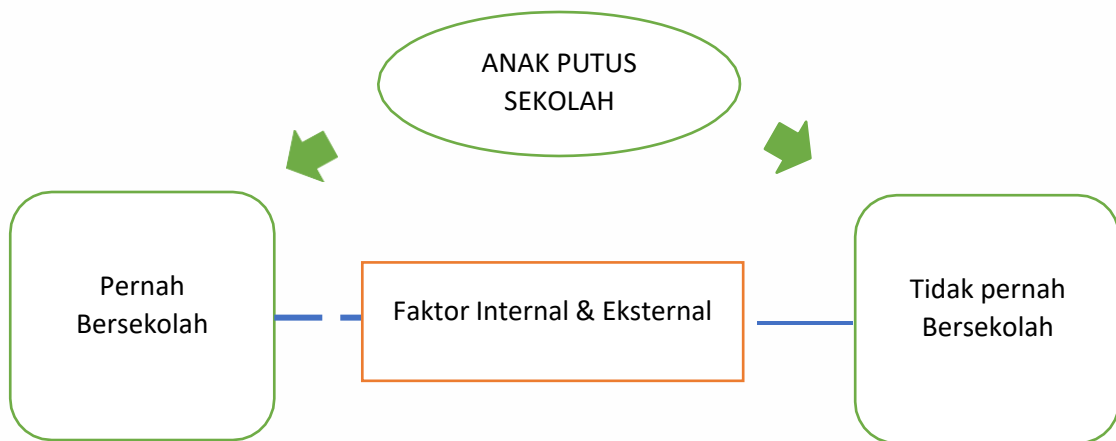 ANAK PUTUS
SEKOLAH
Pernah
Bersekolah
Faktor Internal & Eksternal
Tidak pernah
Bersekolah